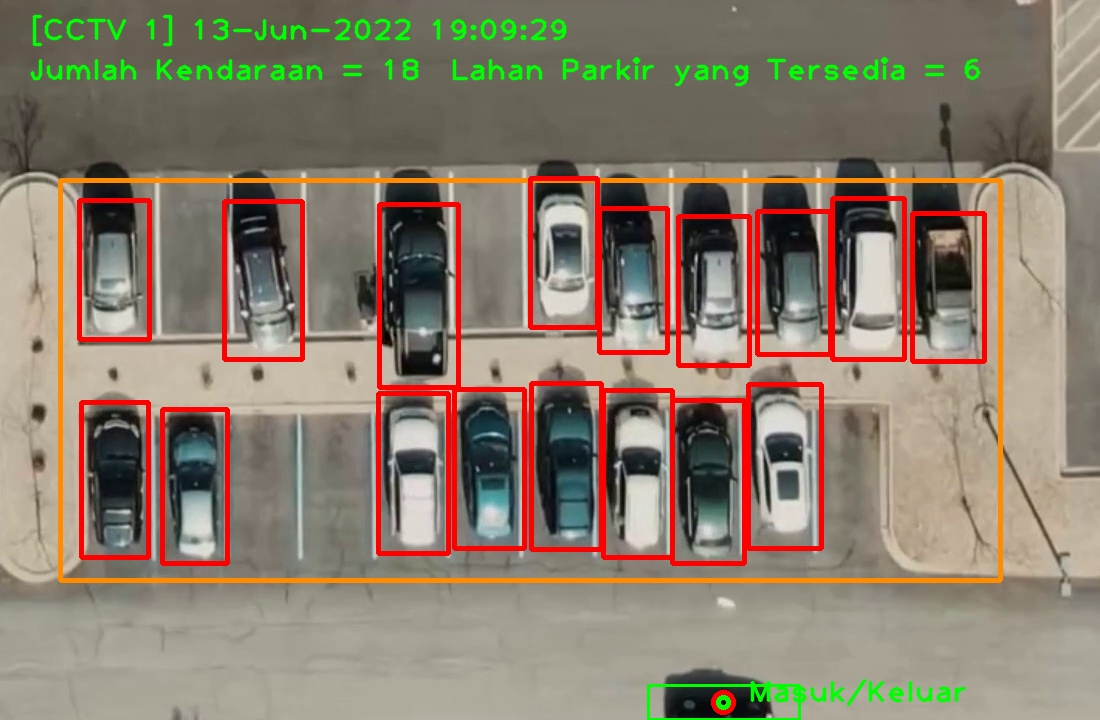 [CCTV 1] 13-Jun-2022 19:09:29
Jumlah Kendaraan = 18 Lahan Parkir yang Tersedia = 6
Masuk/Keluar